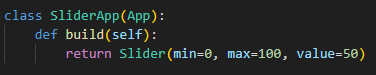 class SliderApp(App):
    def build(self):
        return Slider(min=0, max=100, value=50)